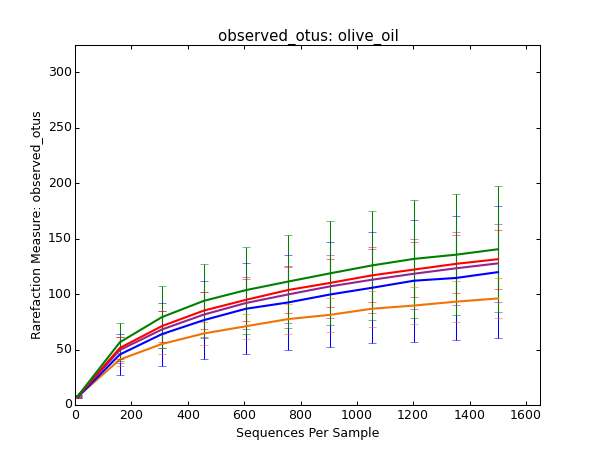 observed_otus: olive_oil
Rarefaction Measure: observed_otus
300
250
200
150
100
50
0
0 200 400 600 800 1000 1200 1400 1600
Sequences Per Sample